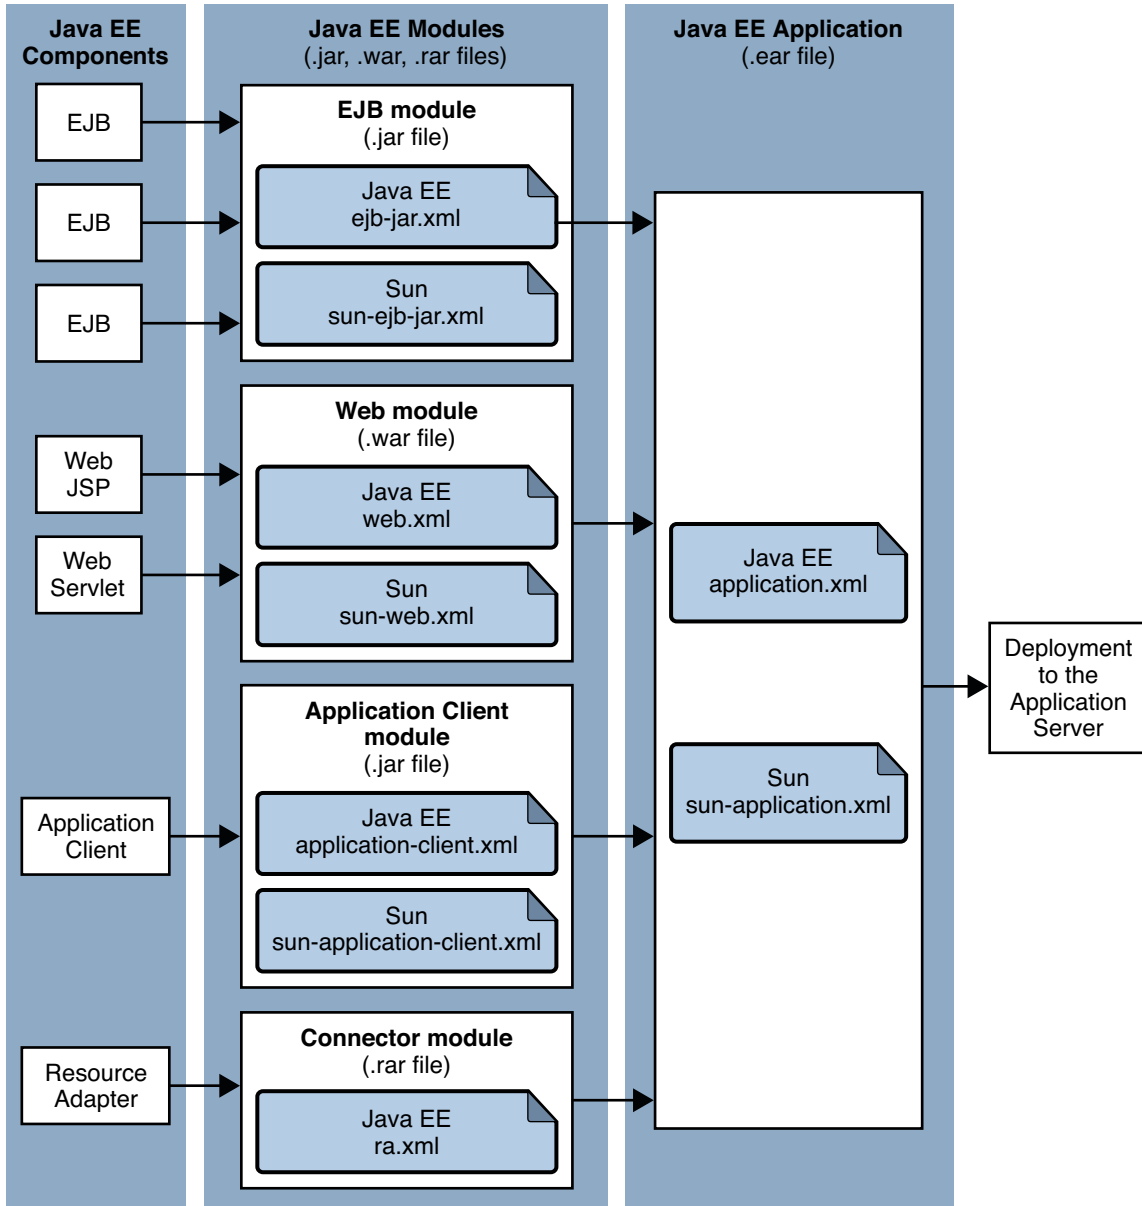 Java EE
Components
Java EE Modules
(.jar, .war, .rar files)
Java EE Application
(.ear file)
EJB
EJB
EJB
Web
JSP
Web
Servlet
Application
Client
Resource
Adapter
EJB module
(.jar file)
Java EE
ejb-jar.xml
Sun
sun-ejb-jar.xml
Web module
(.war file)
Java EE
web.xml
Sun
sun-web.xml
Application Client
module
(.jar file)
Java EE
application-client.xml
Sun
sun-application-client.xml
Connector module
(.rar file)
Java EE
ra.xml
Java EE
application.xml
Sun
sun-application.xml
Deployment
to the
Application
Server